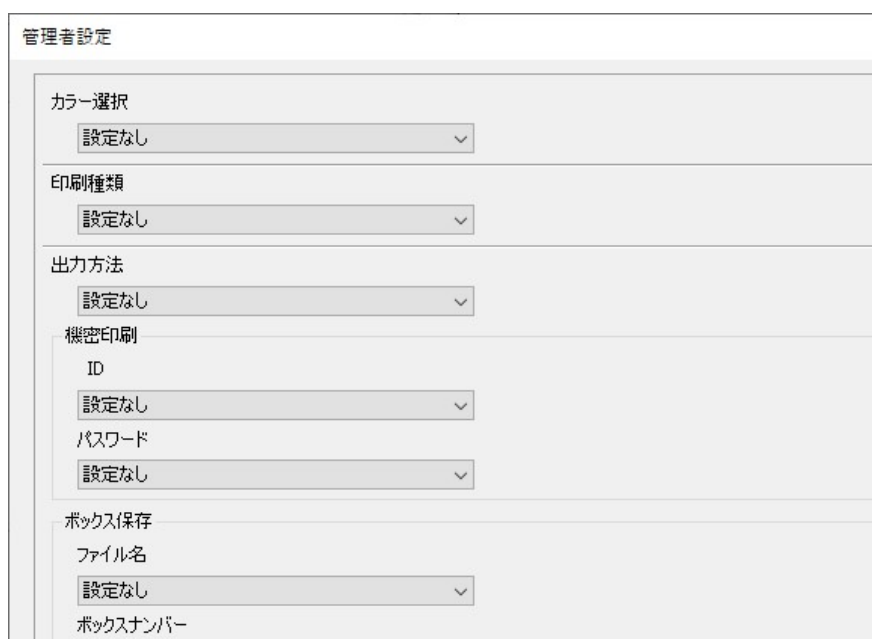 管理者設定
カラー選択
設定なし
印刷種類
設定なし
出力方法
設定なし
機密印刷
ID
設定なし
パスワード
設定なし
ボックス保存
ファイル名
設定なし
ボックスナンバー